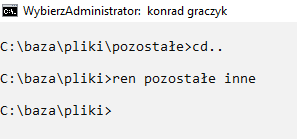 WybierzAdministrator: konrad graczyk
C:\baza\pliki\pozostałe>cd..
C:\baza\pliki>ren pozostałe inne
C:\baza\pliki>